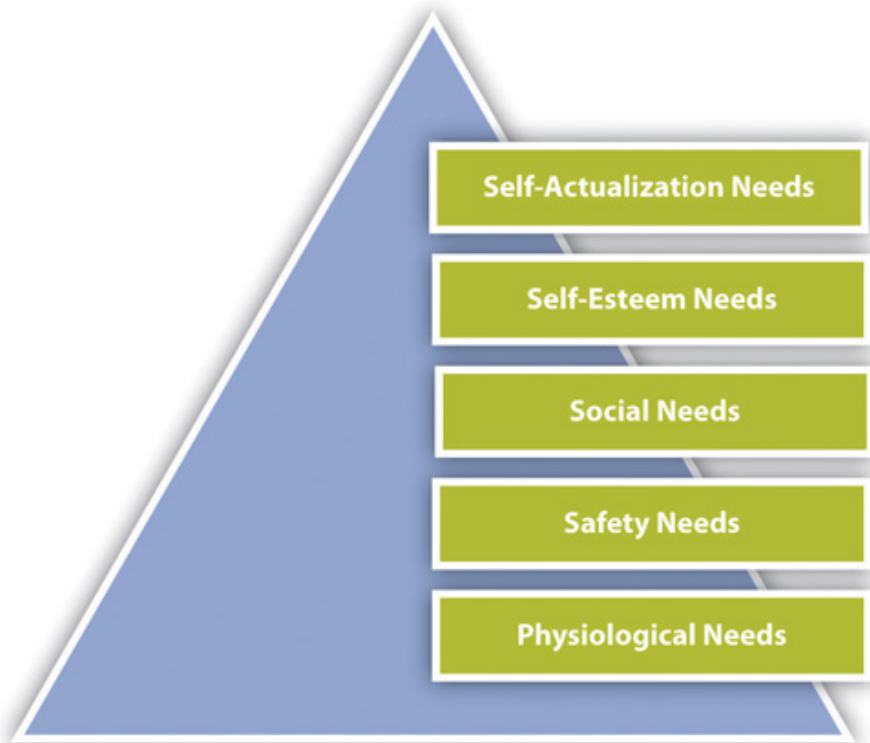 Self-Actualization Needs
Self-Esteem Needs
Social Needs
Safety Needs
Physiological Needs